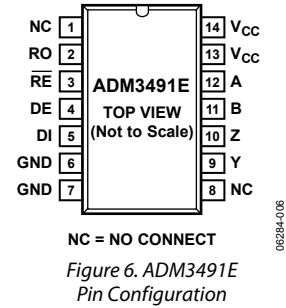 NC 1 14 VCC
RO 2 13 VCC
RE 3 ADM3491E 12 A
DE 4 TOP VIEW 11 B
DI 5 (Not to Scale) 10 Z
GND 6 9 Y
GND 7 8 NC
NC = NO CONNECT
06284-006
Figure 6. ADM3491E
Pin Configuration